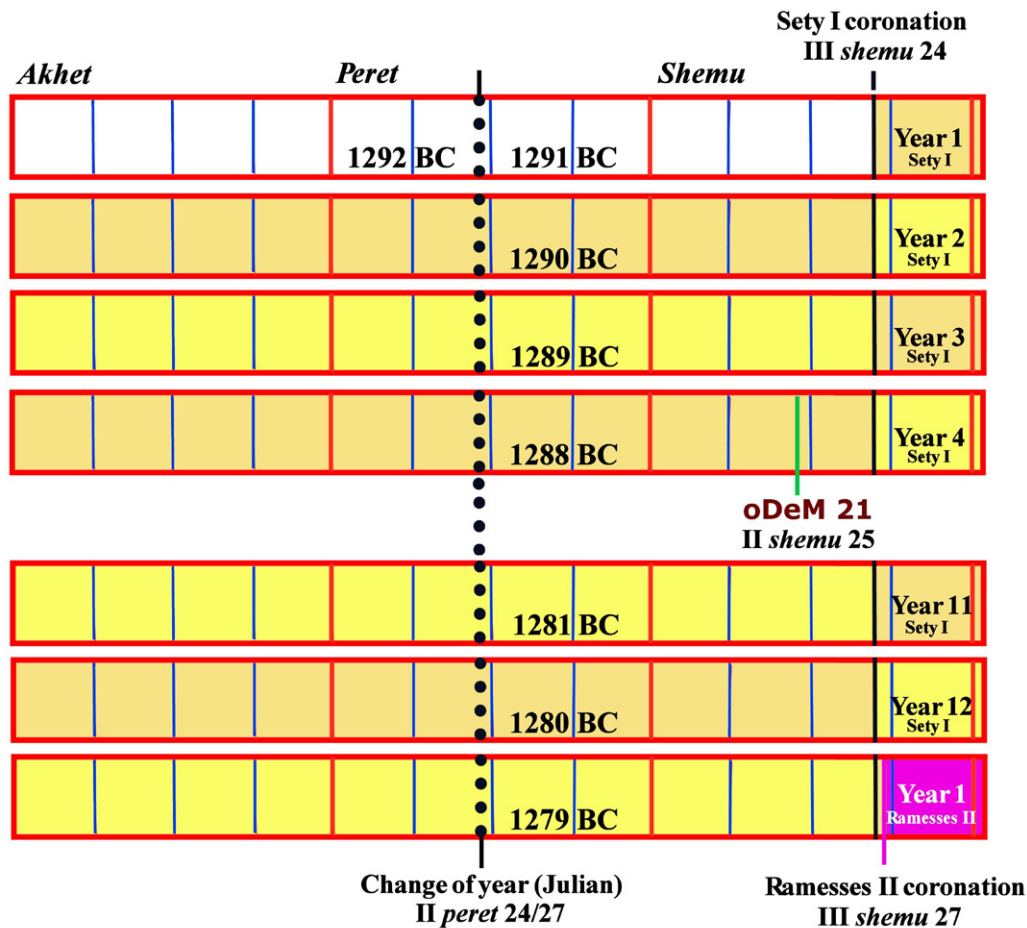 Sety I coronation
III shemu 24
Akhet Peret Shemu
1292 BC 1291 BC Year 1
Sety I
1290 BC Year 2
Sety I
1289 BC Year 3
Sety I
1288 BC Year 4
Sety I
oDeM 21
II shemu 25
1281 BC Year 11
Sety I
1280 BC Year 12
Sety I
1279 BC Year 1
Ramesses II
Change of year (Julian)
II peret 24/27
Ramesses II coronation
III shemu 27